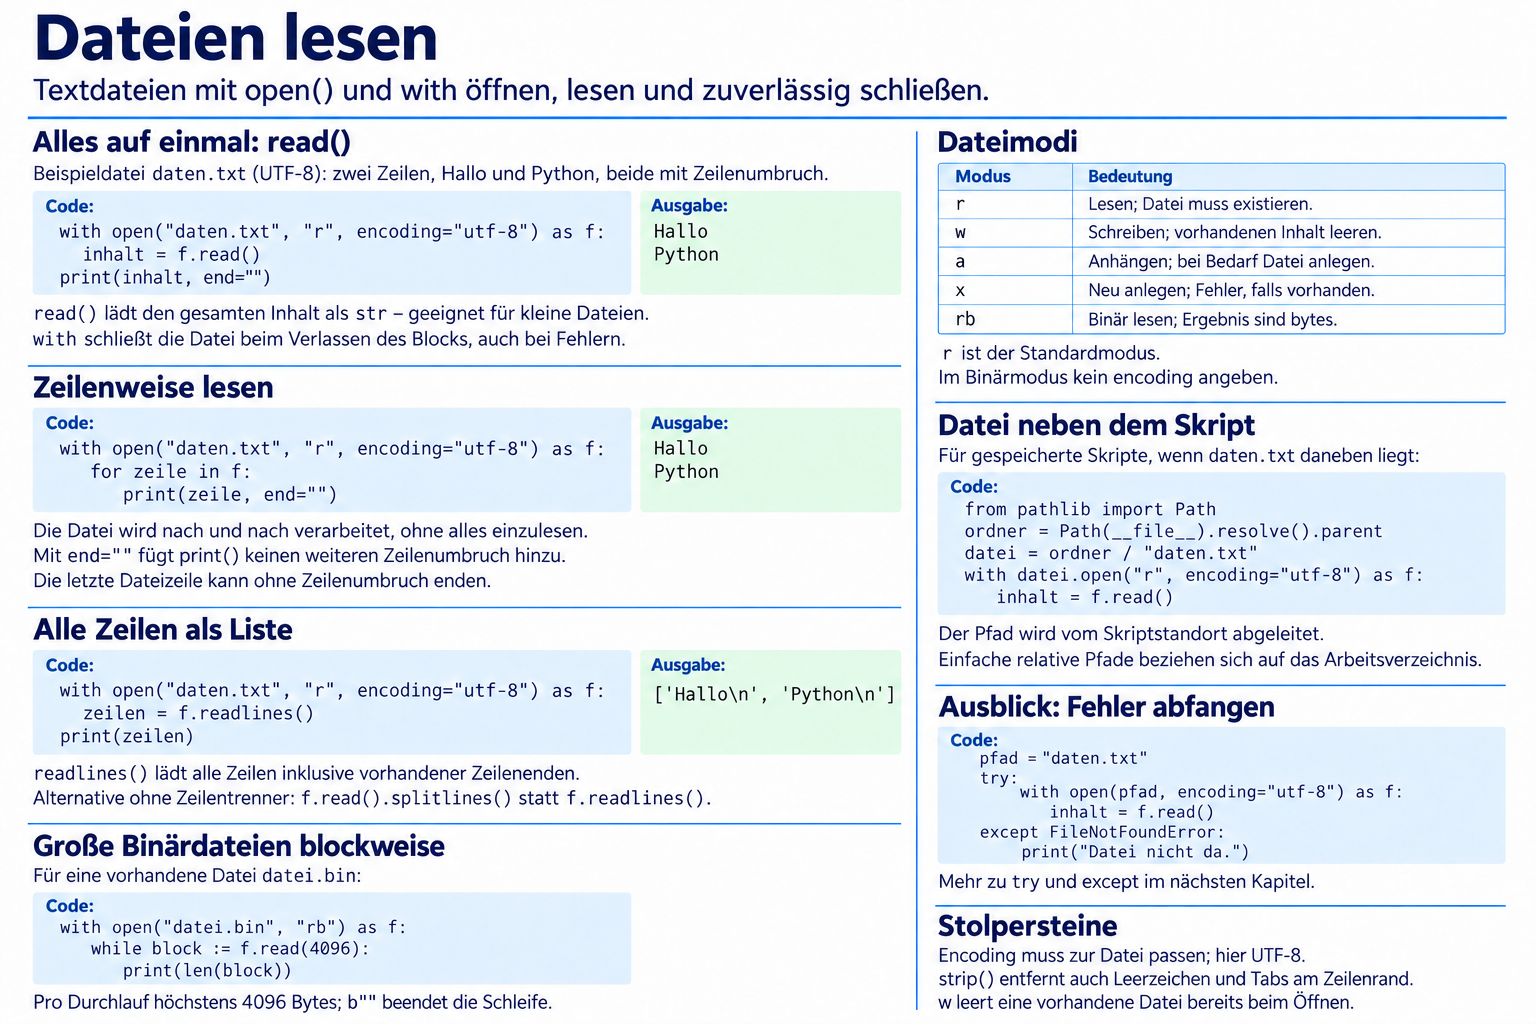 Dateien lesen
Textdateien mit open() und with öffnen, lesen und zuverlässig schließen.
Alles auf einmal: read()
Beispieldatei daten.txt (UTF-8): zwei Zeilen, Hallo und Python, beide mit Zeilenumbruch.
Code:
with open("daten.txt", "r", encoding="utf-8") as f:
    inhalt = f.read()
print(inhalt, end="")
Ausgabe:
Hallo
Python
read() lädt den gesamten Inhalt als str – geeignet für kleine Dateien.
with schließt die Datei beim Verlassen des Blocks, auch bei Fehlern.
Zeilenweise lesen
Code:
with open("daten.txt", "r", encoding="utf-8") as f:
    for zeile in f:
        print(zeile, end="")
Ausgabe:
Hallo
Python
Die Datei wird nach und nach verarbeitet, ohne alles einzulesen.
Mit end="" fügt print() keinen weiteren Zeilenumbruch hinzu.
Die letzte Dateizeile kann ohne Zeilenumbruch enden.
Alle Zeilen als Liste
Code:
with open("daten.txt", "r", encoding="utf-8") as f:
    zeilen = f.readlines()
print(zeilen)
Ausgabe:
['Hallo\n', 'Python\n']
readlines() lädt alle Zeilen inklusive vorhandener Zeilenenden.
Alternative ohne Zeilentrenner: f.read().splitlines() statt f.readlines().
Große Binärdateien blockweise
Für eine vorhandene Datei datei.bin:
Code:
with open("datei.bin", "rb") as f:
    while block := f.read(4096):
        print(len(block))
Pro Durchlauf höchstens 4096 Bytes; b"" beendet die Schleife.
Dateimodi
Modus Bedeutung
r Lesen; Datei muss existieren.
w Schreiben; vorhandenen Inhalt leeren.
a Anhängen; bei Bedarf Datei anlegen.
x Neu anlegen; Fehler, falls vorhanden.
rb Binär lesen; Ergebnis sind bytes.
r ist der Standardmodus.
Im Binärmodus kein encoding angeben.
Datei neben dem Skript
Für gespeicherte Skripte, wenn daten.txt daneben liegt:
Code:
from pathlib import Path
ordner = Path(__file__).resolve().parent
datei = ordner / "daten.txt"
with datei.open("r", encoding="utf-8") as f:
    inhalt = f.read()
Der Pfad wird vom Skriptstandort abgeleitet.
Einfache relative Pfade beziehen sich auf das Arbeitsverzeichnis.
Ausblick: Fehler abfangen
Code:
pfad = "daten.txt"
try:
    with open(pfad, encoding="utf-8") as f:
        inhalt = f.read()
except FileNotFoundError:
    print("Datei nicht da.")
Mehr zu try und except im nächsten Kapitel.
Stolpersteine
Encoding muss zur Datei passen; hier UTF-8.
strip() entfernt auch Leerzeichen und Tabs am Zeilenrand.
w leert eine vorhandene Datei bereits beim Öffnen.